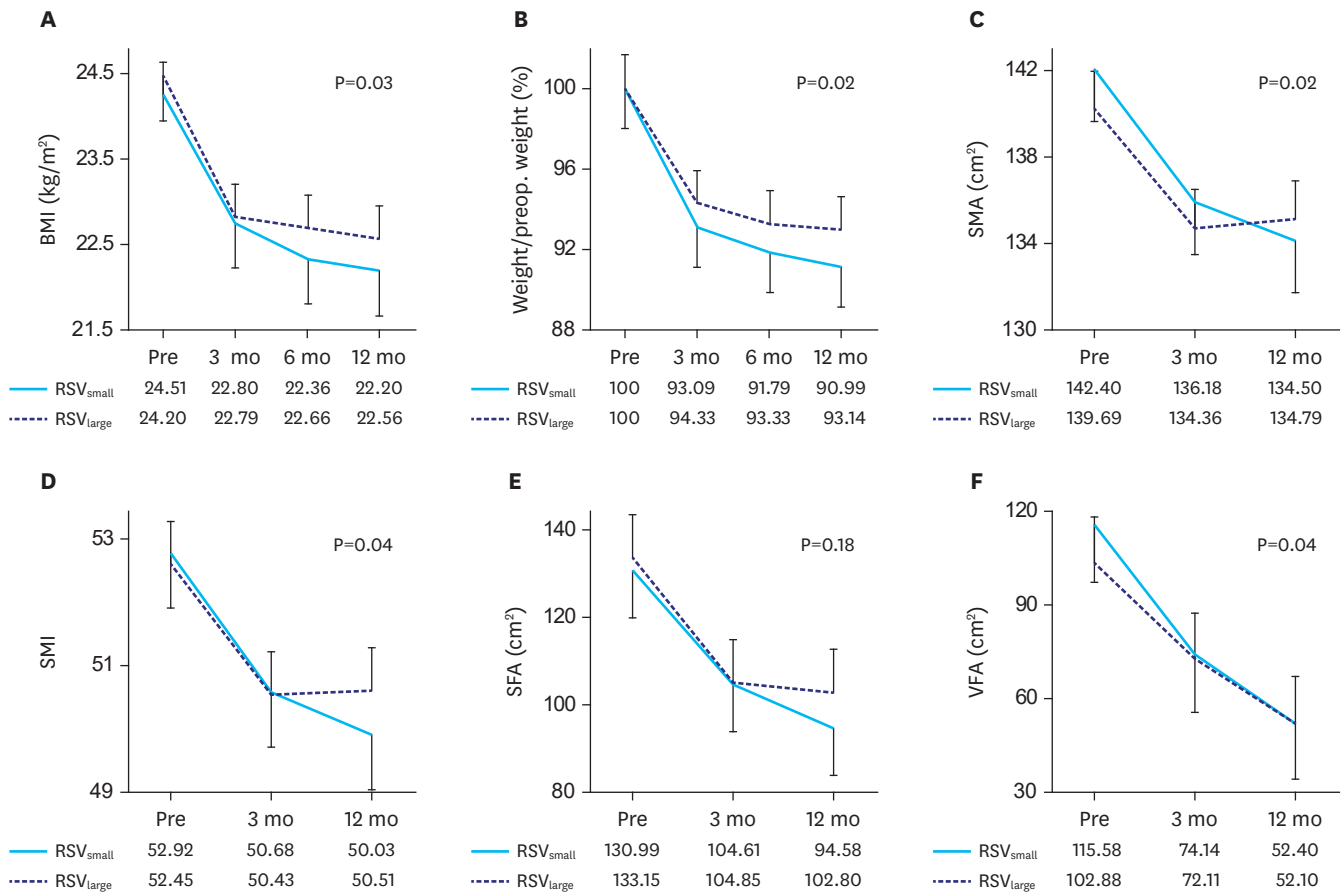 A
BMI (kg/m²)
24.5
23.5
22.5
21.5
P=0.03
Pre 3 mo 6 mo 12 mo
RSVsmall 24.51 22.80 22.36 22.20
RSVlarge 24.20 22.79 22.66 22.56
B
Weight/preop. weight (%)
100
96
92
88
P=0.02
Pre 3 mo 6 mo 12 mo
RSVsmall 100 93.09 91.79 90.99
RSVlarge 100 94.33 93.33 93.14
C
SMA (cm²)
142
138
134
130
P=0.02
Pre 3 mo 12 mo
RSVsmall 142.40 136.18 134.50
RSVlarge 139.69 134.36 134.79
D
SMI
53
51
49
P=0.04
Pre 3 mo 12 mo
RSVsmall 52.92 50.68 50.03
RSVlarge 52.45 50.43 50.51
E
SFA (cm²)
140
120
100
80
P=0.18
Pre 3 mo 12 mo
RSVsmall 130.99 104.61 94.58
RSVlarge 133.15 104.85 102.80
F
VFA (cm²)
120
90
60
30
P=0.04
Pre 3 mo 12 mo
RSVsmall 115.58 74.14 52.40
RSVlarge 102.88 72.11 52.10